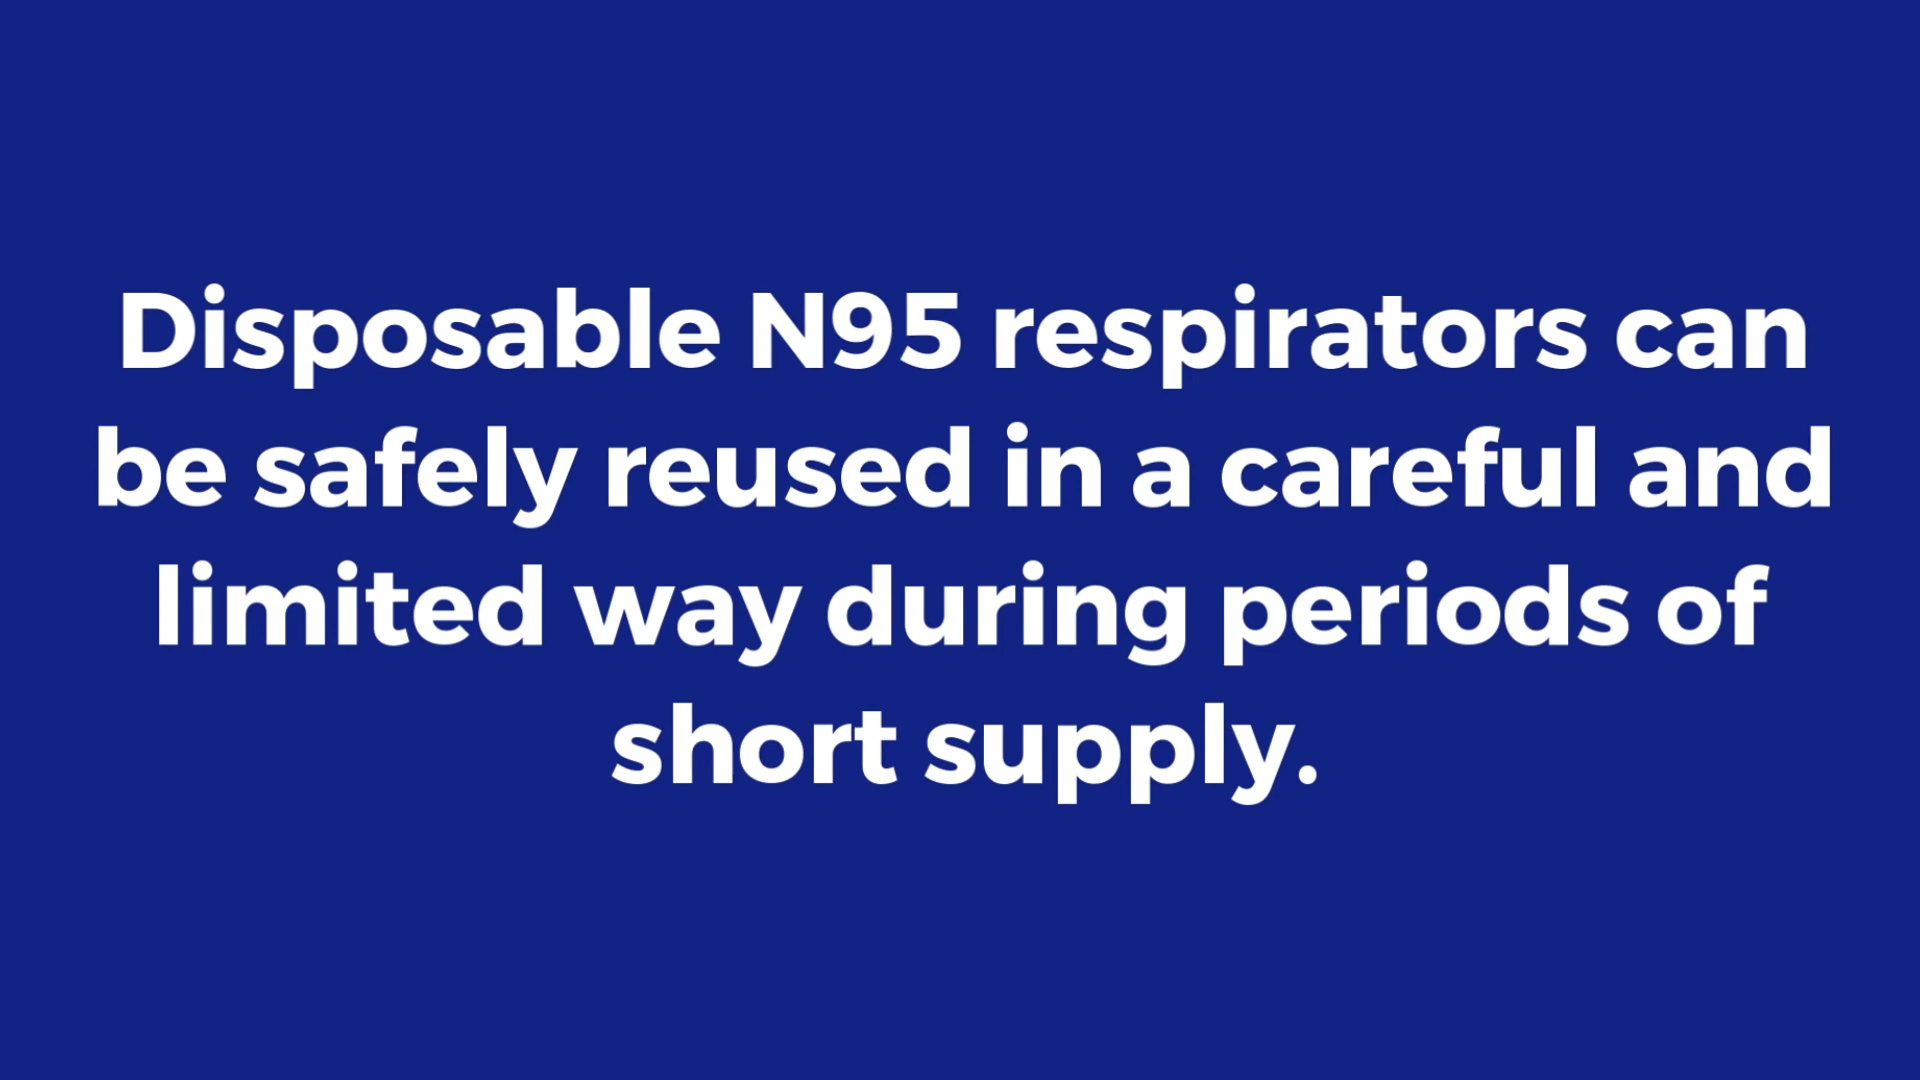 Disposable N95 respirators can
be safely reused in a careful and
limited way during periods of
short supply.